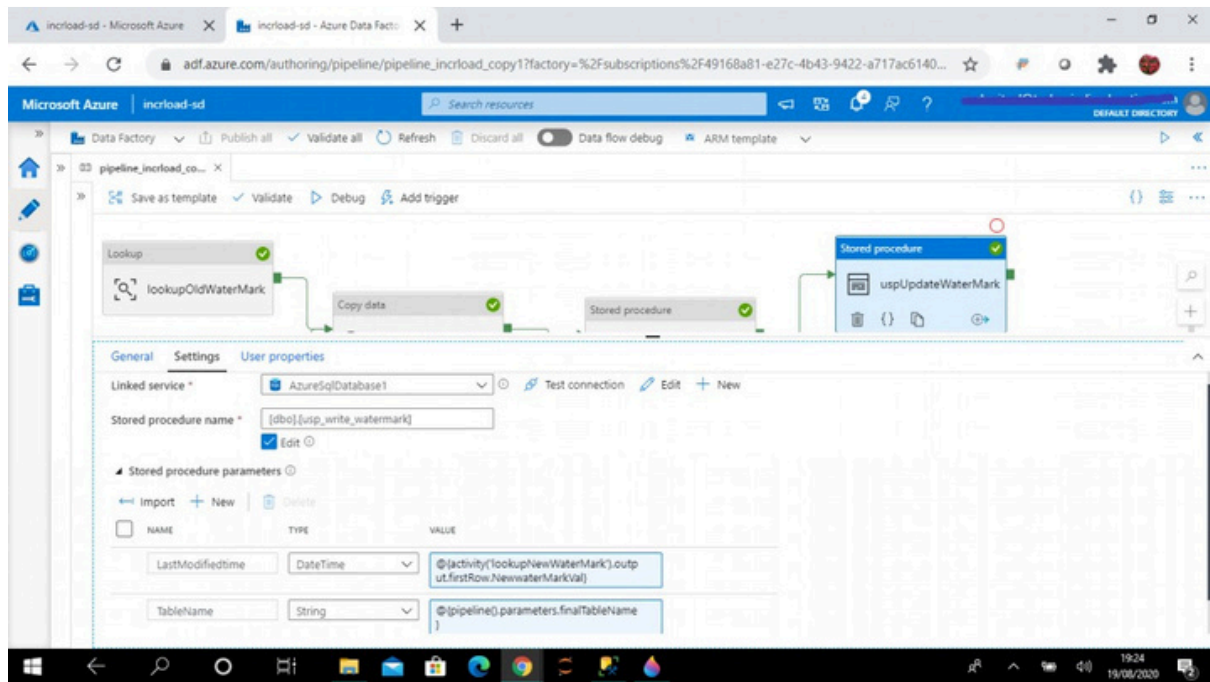 incrload-sd - Microsoft Azure
incrload-sd - Azure Data Facto
adf.azure.com/authoring/pipeline/pipeline_incrload_copy1?factory=%2Fsubscriptions%2F49168a81-e27c-4b43-9422-a717ac6140...
Microsoft Azure incrload-sd Search resources ?
DEFAULT DIRECTORY
Data Factory Publish all Validate all Refresh Discard all Data flow debug ARM template
pipeline_incrload_co...
Save as template Validate Debug Add trigger
Lookup
lookupOldWaterMark
Copy data
Stored procedure
Stored procedure
uspUpdateWaterMark
General Settings User properties
Linked service * AzureSqlDatabase1 Test connection Edit New
Stored procedure name * [dbo].[usp_write_watermark]
Edit
Stored procedure parameters
Import New Delete
NAME TYPE VALUE
LastModifiedtime DateTime @{activity('lookupNewWaterMark').outp
ut.firstRow.NewwaterMarkVal}
TableName String @{pipeline().parameters.finalTableName
}
19:24
19/08/2020